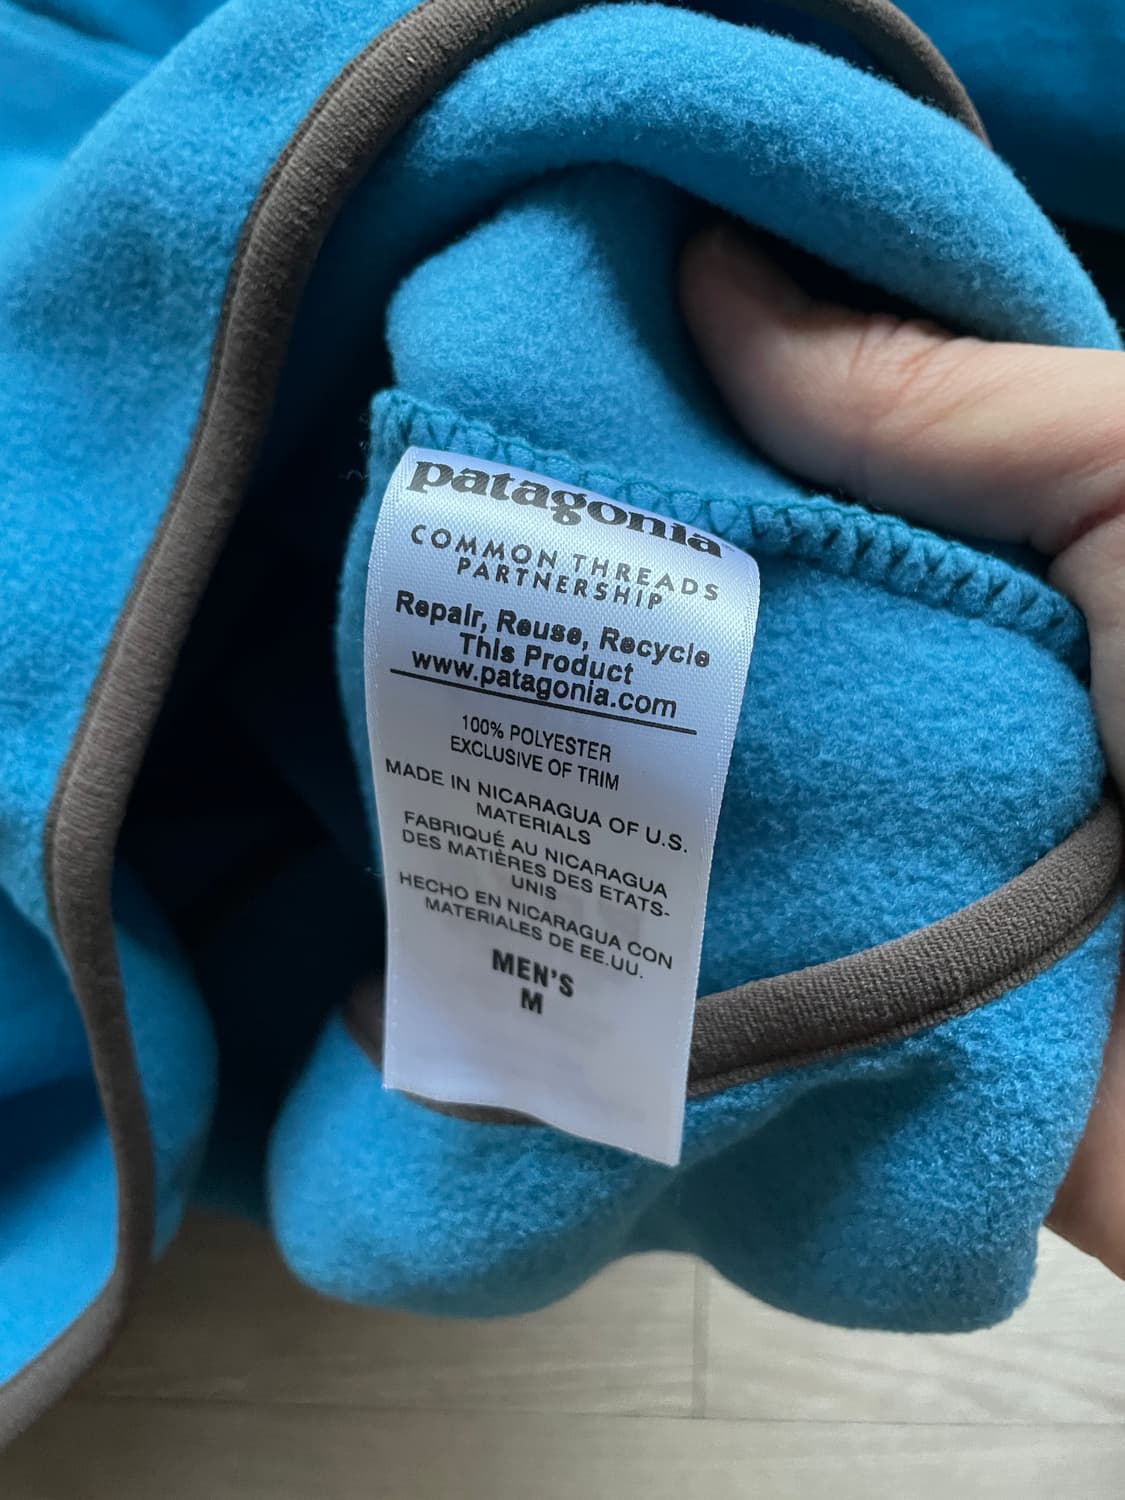 patagonia
COMMON THREADS
PARTNERSHIP
Repair, Reuse, Recycle
This Product
www.patagonia.com
100% POLYESTER
EXCLUSIVE OF TRIM
MADE IN NICARAGUA OF U.S.
MATERIALS
FABRIQUÉ AU NICARAGUA
DES MATIÈRES DES ETATS-
UNIS
HECHO EN NICARAGUA CON
MATERIALES DE EE.UU.
MEN'S
M